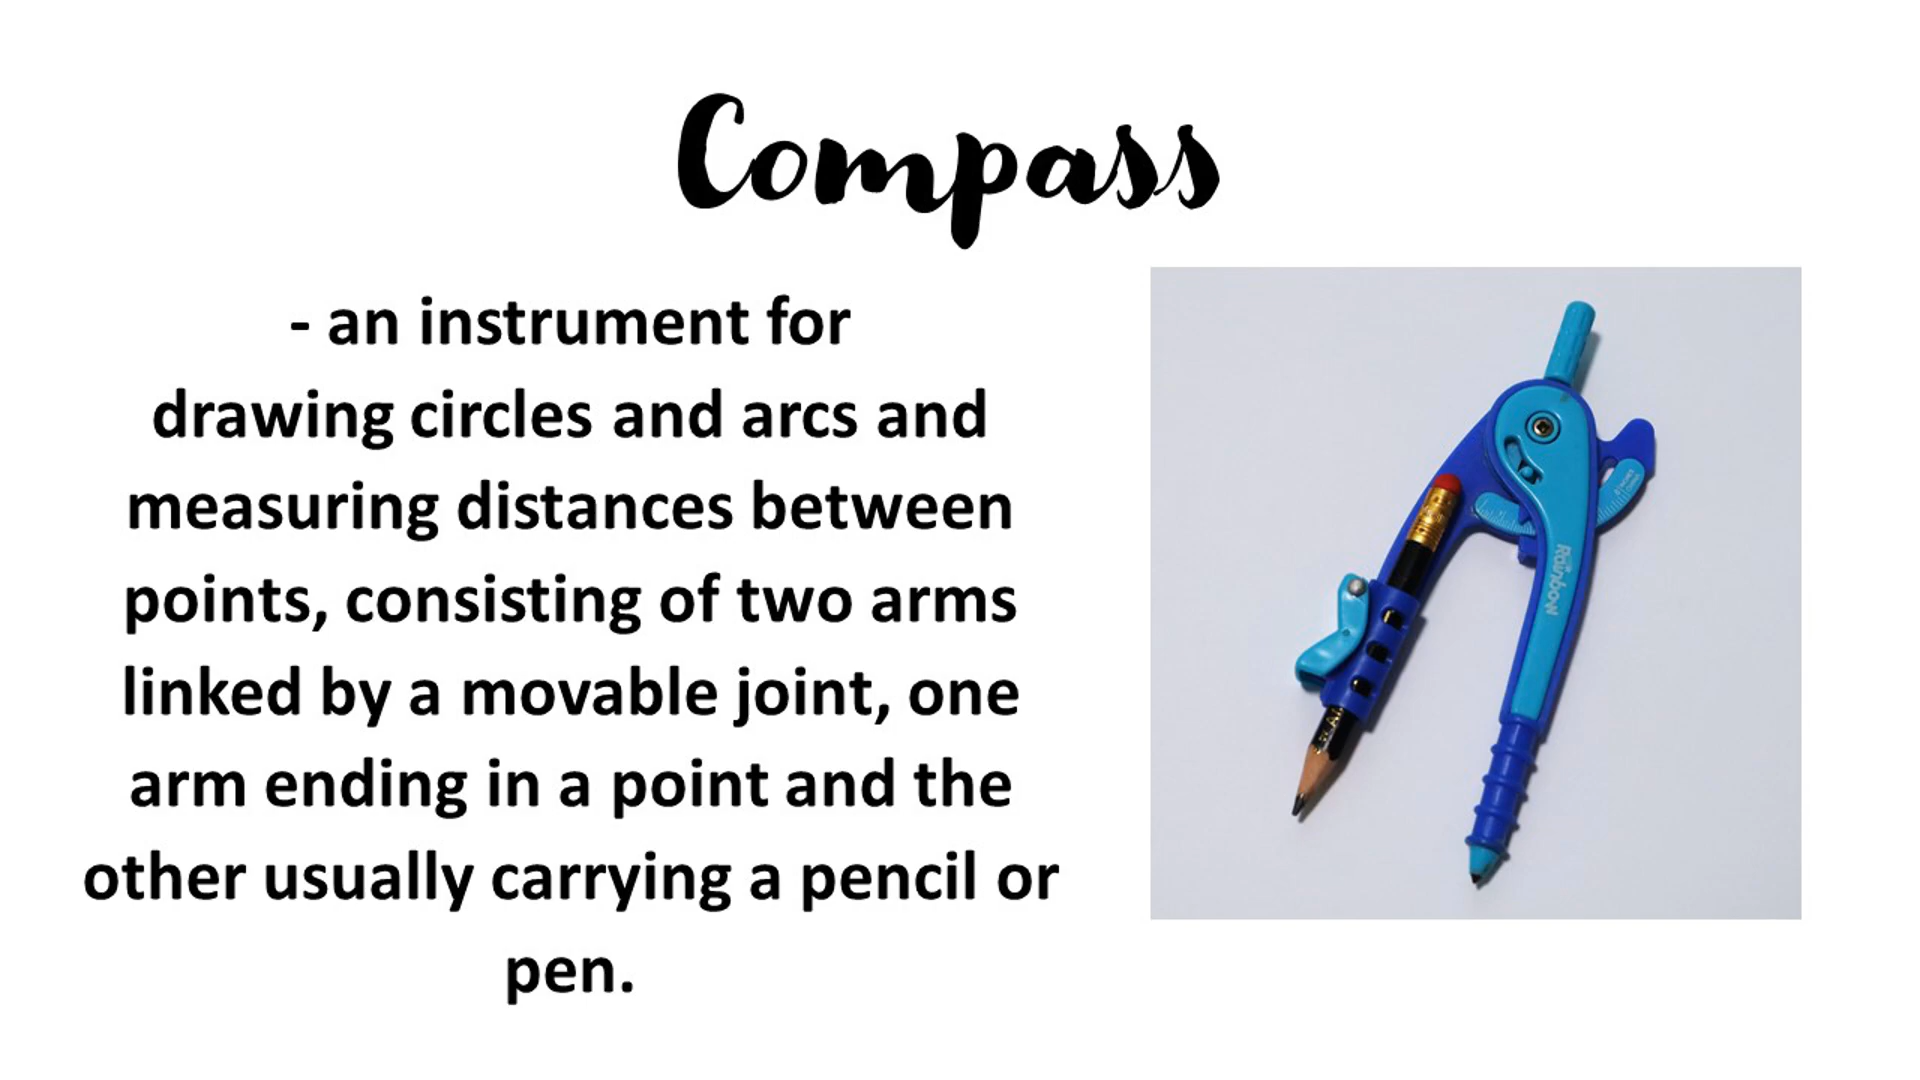 Compass
- an instrument for
drawing circles and arcs and
measuring distances between
points, consisting of two arms
linked by a movable joint, one
arm ending in a point and the
other usually carrying a pencil or
pen.
Rainbow